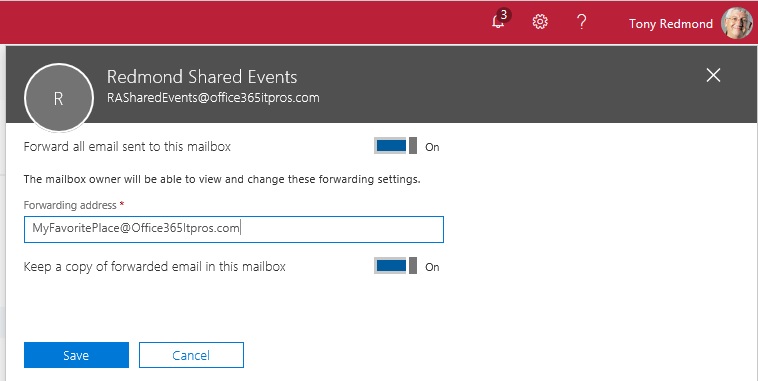 3
?
Tony Redmond
R
Redmond Shared Events
RASharedEvents@office365itpros.com
Forward all email sent to this mailbox
On
The mailbox owner will be able to view and change these forwarding settings.
Forwarding address *
MyFavoritePlace@Office365Itpros.com
Keep a copy of forwarded email in this mailbox
On
Save
Cancel